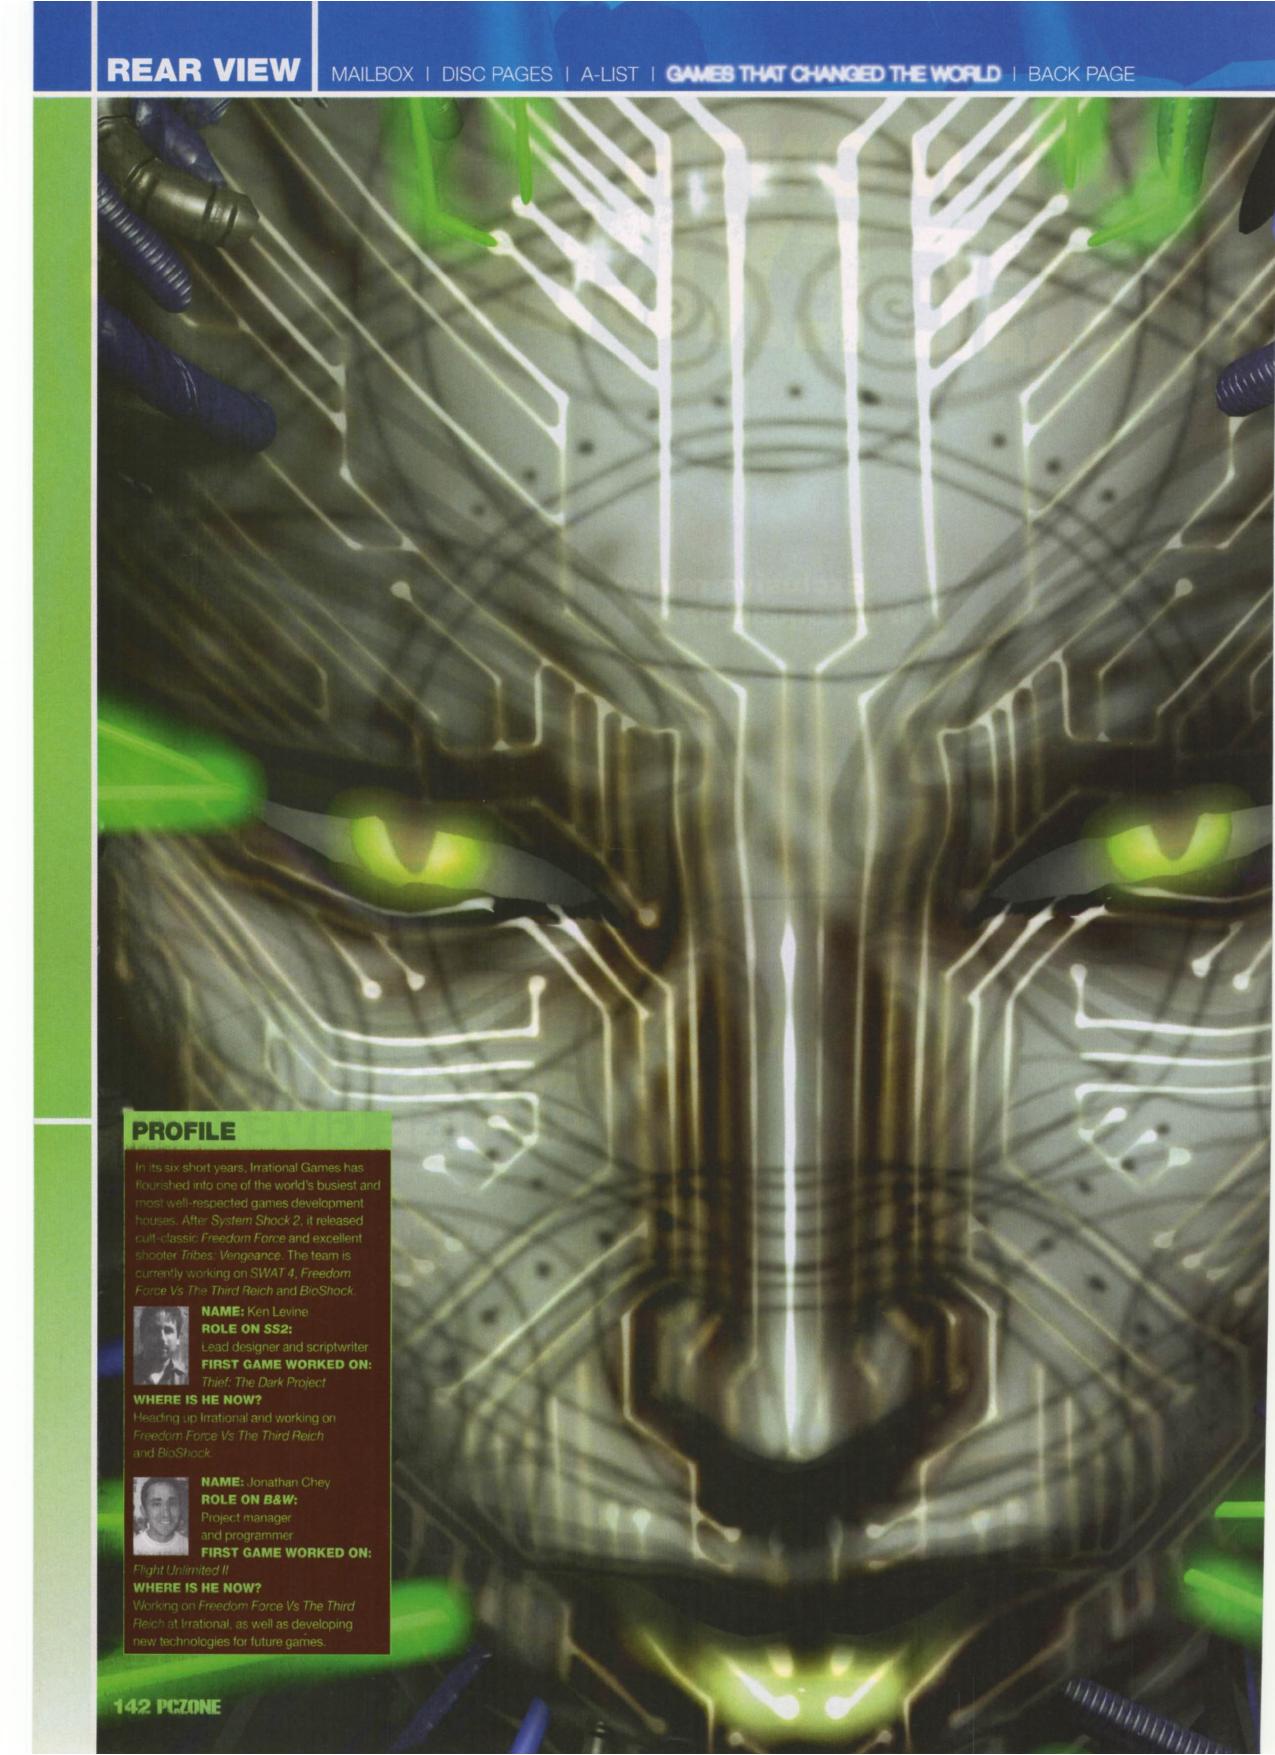 REAR VIEW
MAILBOX | DISC PAGES | A-LIST | GAMES THAT CHANGED THE WORLD | BACK PAGE
PROFILE
In its six short years, Irrational Games has
flourished into one of the world's busiest and
most well-respected games development
houses. After System Shock 2, it released
cult-classic Freedom Force and excellent
shooter Tribes: Vengeance. The team is
currently working on SWAT 4, Freedom
Force Vs The Third Reich and BioShock.
NAME: Ken Levine
ROLE ON SS2:
Lead designer and scriptwriter
FIRST GAME WORKED ON:
Thief: The Dark Project
WHERE IS HE NOW?
Heading up Irrational and working on
Freedom Force Vs The Third Reich
and BioShock.
NAME: Jonathan Chey
ROLE ON B&W:
Project manager
and programmer
FIRST GAME WORKED ON:
Flight Unlimited II
WHERE IS HE NOW?
Working on Freedom Force Vs The Third
Reich at Irrational, as well as developing
new technologies for future games.
142 PCZONE